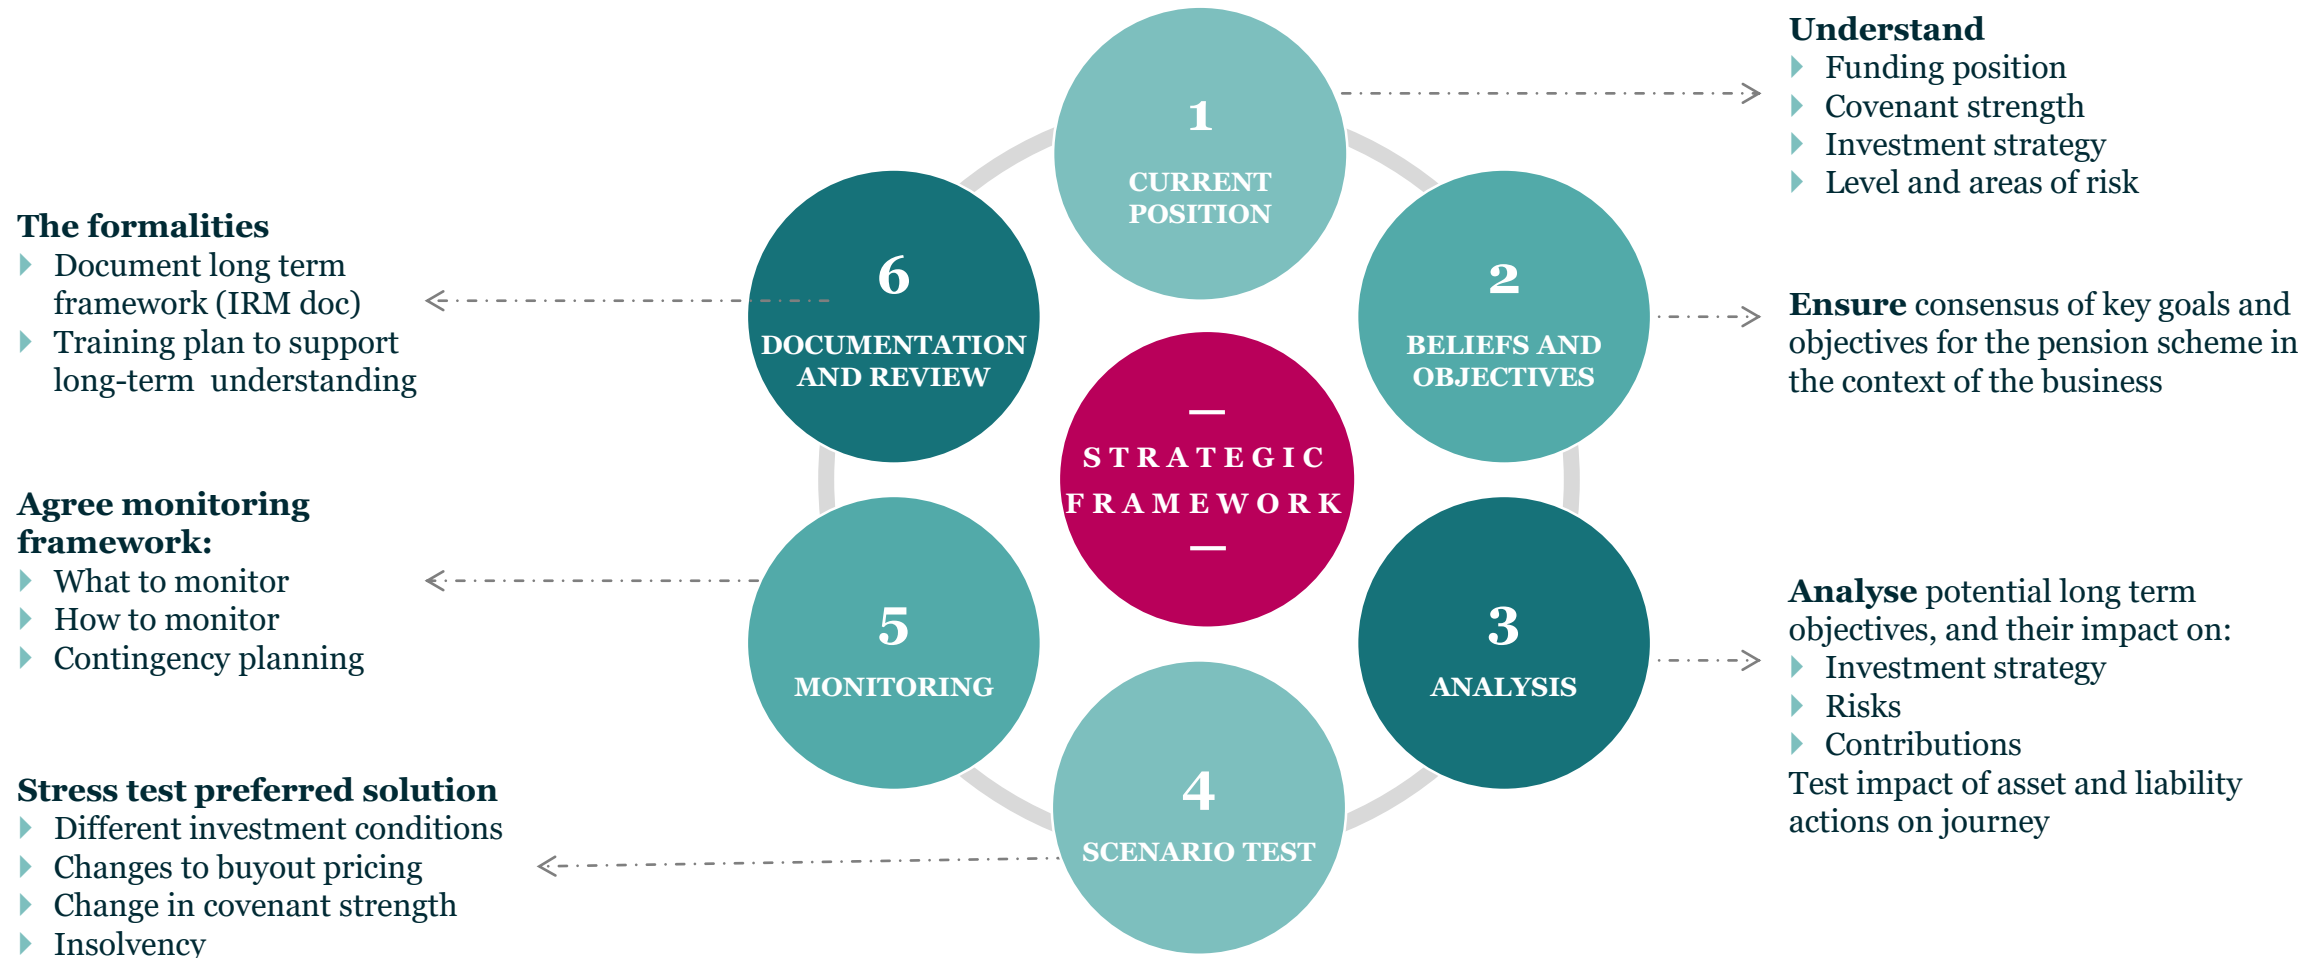 1
CURRENT
POSITION
Understand
Funding position
Covenant strength
Investment strategy
Level and areas of risk
2
BELIEFS AND
OBJECTIVES
Ensure consensus of key goals and
objectives for the pension scheme in
the context of the business
3
ANALYSIS
Analyse potential long term
objectives, and their impact on:
Investment strategy
Risks
Contributions
Test impact of asset and liability
actions on journey
4
SCENARIO TEST
Stress test preferred solution
Different investment conditions
Changes to buyout pricing
Change in covenant strength
Insolvency
5
MONITORING
Agree monitoring
framework:
What to monitor
How to monitor
Contingency planning
6
DOCUMENTATION
AND REVIEW
The formalities
Document long term
framework (IRM doc)
Training plan to support
long-term understanding
STRATEGIC
FRAMEWORK